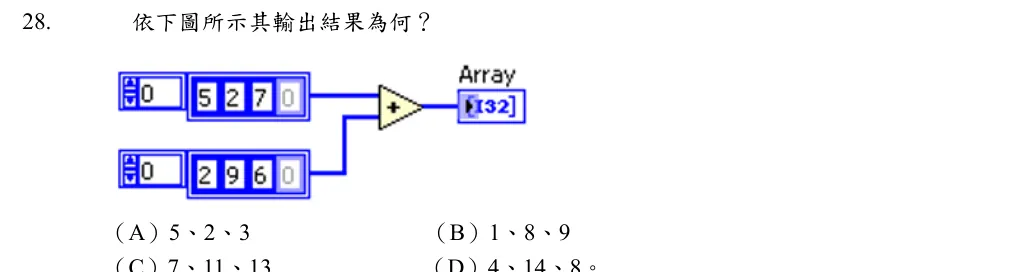 28. 依下圖所示其輸出結果為何？
Array
0 5 2 7 0
+
[I32]
0 2 9 6 0
（A）5、2、3 （B）1、8、9
（C）7、11、13 （D）4、14、8。